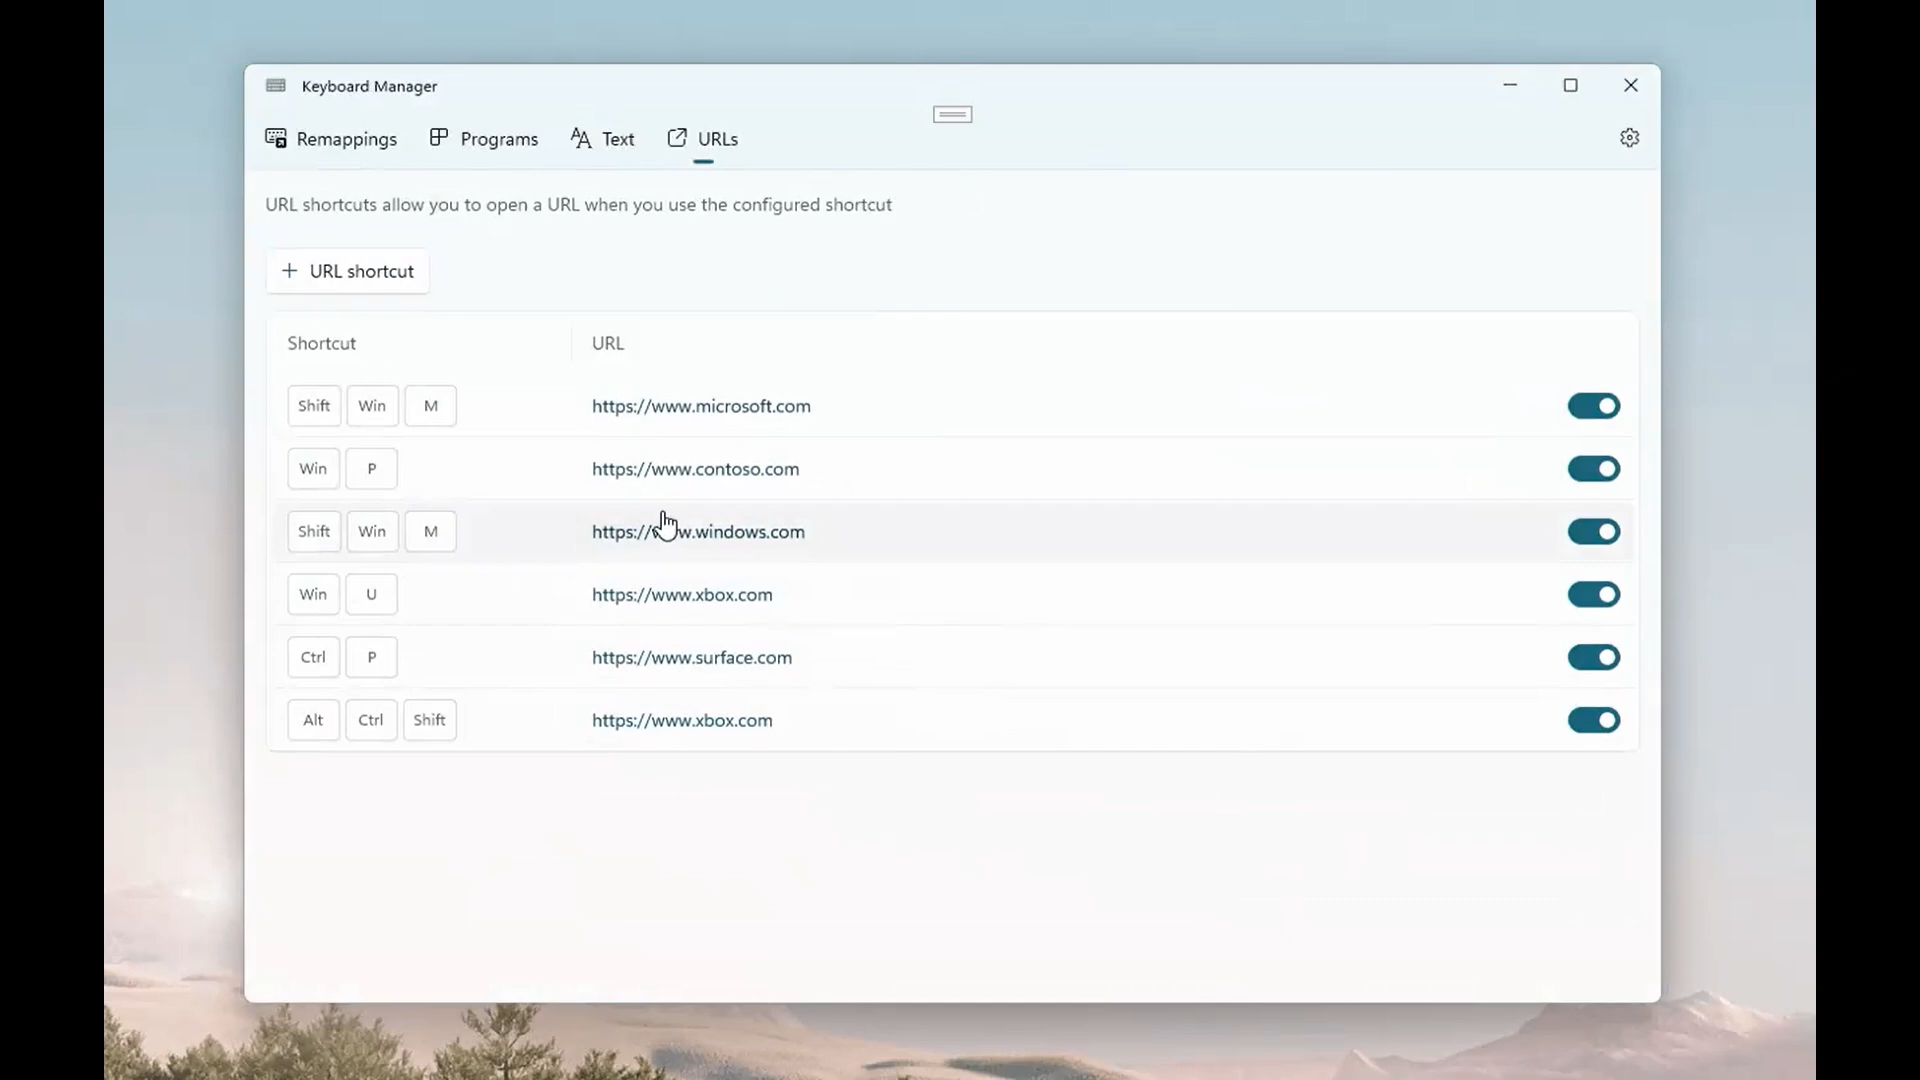 Keyboard Manager
Remappings Programs Text URLs
URL shortcuts allow you to open a URL when you use the configured shortcut
URL shortcut
Shortcut URL
Shift Win M https://www.microsoft.com
Win P https://www.contoso.com
Shift Win M https://www.windows.com
Win U https://www.xbox.com
Ctrl P https://www.surface.com
Alt Ctrl Shift https://www.xbox.com